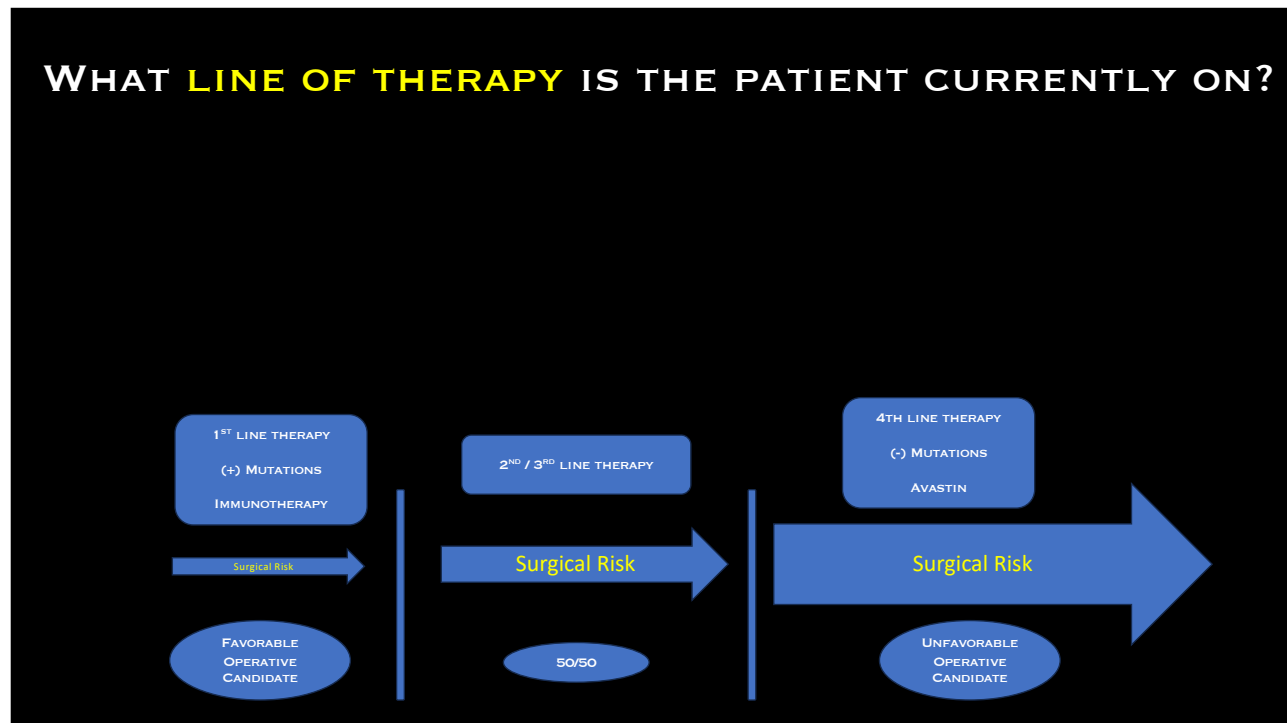 What line of therapy is the patient currently on?
1st line therapy
(+) Mutations
Immunotherapy
Surgical Risk
Favorable
Operative
Candidate
2nd / 3rd line therapy
Surgical Risk
50/50
4th line therapy
(-) Mutations
Avastin
Surgical Risk
Unfavorable
Operative
Candidate